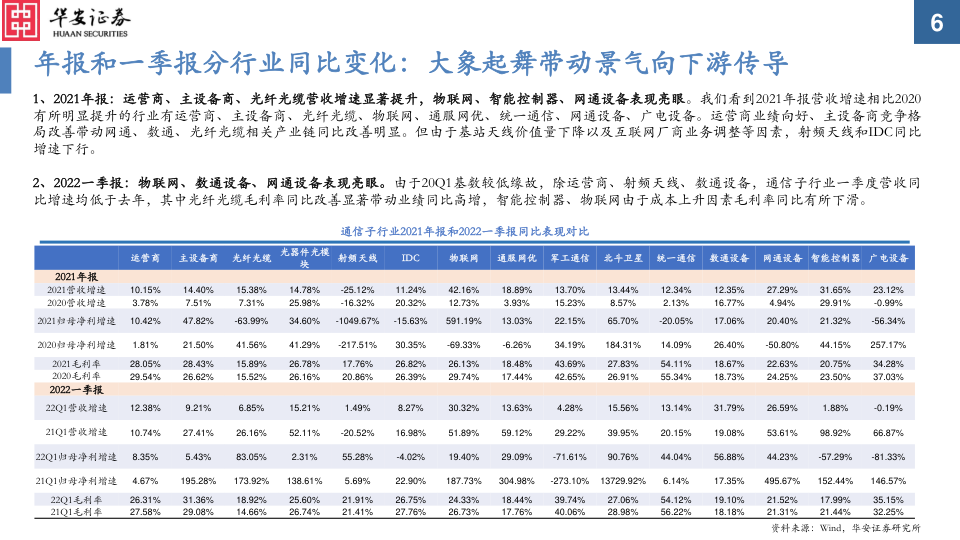 华安证券
HUAAN SECURITIES
6
年报和一季报分行业同比变化：大象起舞带动景气向下游传导
1、2021年报：运营商、主设备商、光纤光缆营收增速显著提升，物联网、智能控制器、网通设备表现亮眼。我们看到2021年报营收增速相比2020
有所明显提升的行业有运营商、主设备商、光纤光缆、物联网、通服网优、统一通信、网通设备、广电设备。运营商业绩向好、主设备商竞争格
局改善带动网通、数通、光纤光缆相关产业链同比改善明显。但由于基站天线价值量下降以及互联网厂商业务调整等因素，射频天线和IDC同比
增速下行。
2、2022一季报：物联网、数通设备、网通设备表现亮眼。由于20Q1基数较低缘故，除运营商、射频天线、数通设备，通信子行业一季度营收同
比增速均低于去年，其中光纤光缆毛利率同比改善显著带动业绩同比高增，智能控制器、物联网由于成本上升因素毛利率同比有所下滑。
通信子行业2021年报和2022一季报同比表现对比
运营商 主设备商 光纤光缆 光器件光模块 射频天线 IDC 物联网 通服网优 军工通信 北斗卫星 统一通信 数通设备 网通设备 智能控制器 广电设备
2021年报
2021营收增速 10.15% 14.40% 15.38% 14.78% -25.12% 11.24% 42.16% 18.89% 13.70% 13.44% 12.34% 12.35% 27.29% 31.65% 23.12%
2020营收增速 3.78% 7.51% 7.31% 25.98% -16.32% 20.32% 12.73% 3.93% 15.23% 8.57% 2.13% 16.77% 4.94% 29.91% -0.99%
2021归母净利增速 10.42% 47.82% -63.99% 34.60% -1049.67% -15.63% 591.19% 13.03% 22.15% 65.70% -20.05% 17.06% 20.40% 21.32% -56.34%
2020归母净利增速 1.81% 21.50% 41.56% 41.29% -217.51% 30.35% -69.33% -6.26% 34.19% 184.31% 14.09% 26.40% -50.80% 44.15% 257.17%
2021毛利率 28.05% 28.43% 15.89% 26.78% 17.76% 26.82% 26.13% 18.48% 43.69% 27.83% 54.11% 18.67% 22.63% 20.75% 34.28%
2020毛利率 29.54% 26.62% 15.52% 26.16% 20.86% 26.39% 29.74% 17.44% 42.65% 26.91% 55.34% 18.73% 24.25% 23.50% 37.03%
2022一季报
22Q1营收增速 12.38% 9.21% 6.85% 15.21% 1.49% 8.27% 30.32% 13.63% 4.28% 15.56% 13.14% 31.79% 26.59% 1.88% -0.19%
21Q1营收增速 10.74% 27.41% 26.16% 52.11% -20.52% 16.98% 51.89% 59.12% 29.22% 39.95% 20.15% 19.08% 53.61% 98.92% 66.87%
22Q1归母净利增速 8.35% 5.43% 83.05% 2.31% 55.28% -4.02% 19.40% 29.09% -71.61% 90.76% 44.04% 56.88% 44.23% -57.29% -81.33%
21Q1归母净利增速 4.67% 195.28% 173.92% 138.61% 5.69% 22.90% 187.73% 304.98% -273.10% 13729.92% 6.14% 17.35% 495.67% 152.44% 146.57%
22Q1毛利率 26.31% 31.36% 18.92% 25.60% 21.91% 26.75% 24.33% 18.44% 39.74% 27.06% 54.12% 19.10% 21.52% 17.99% 35.15%
21Q1毛利率 27.58% 29.08% 14.66% 26.74% 21.41% 27.76% 26.73% 17.76% 40.06% 28.98% 56.22% 18.18% 21.31% 21.44% 32.25%
资料来源：Wind，华安证券研究所